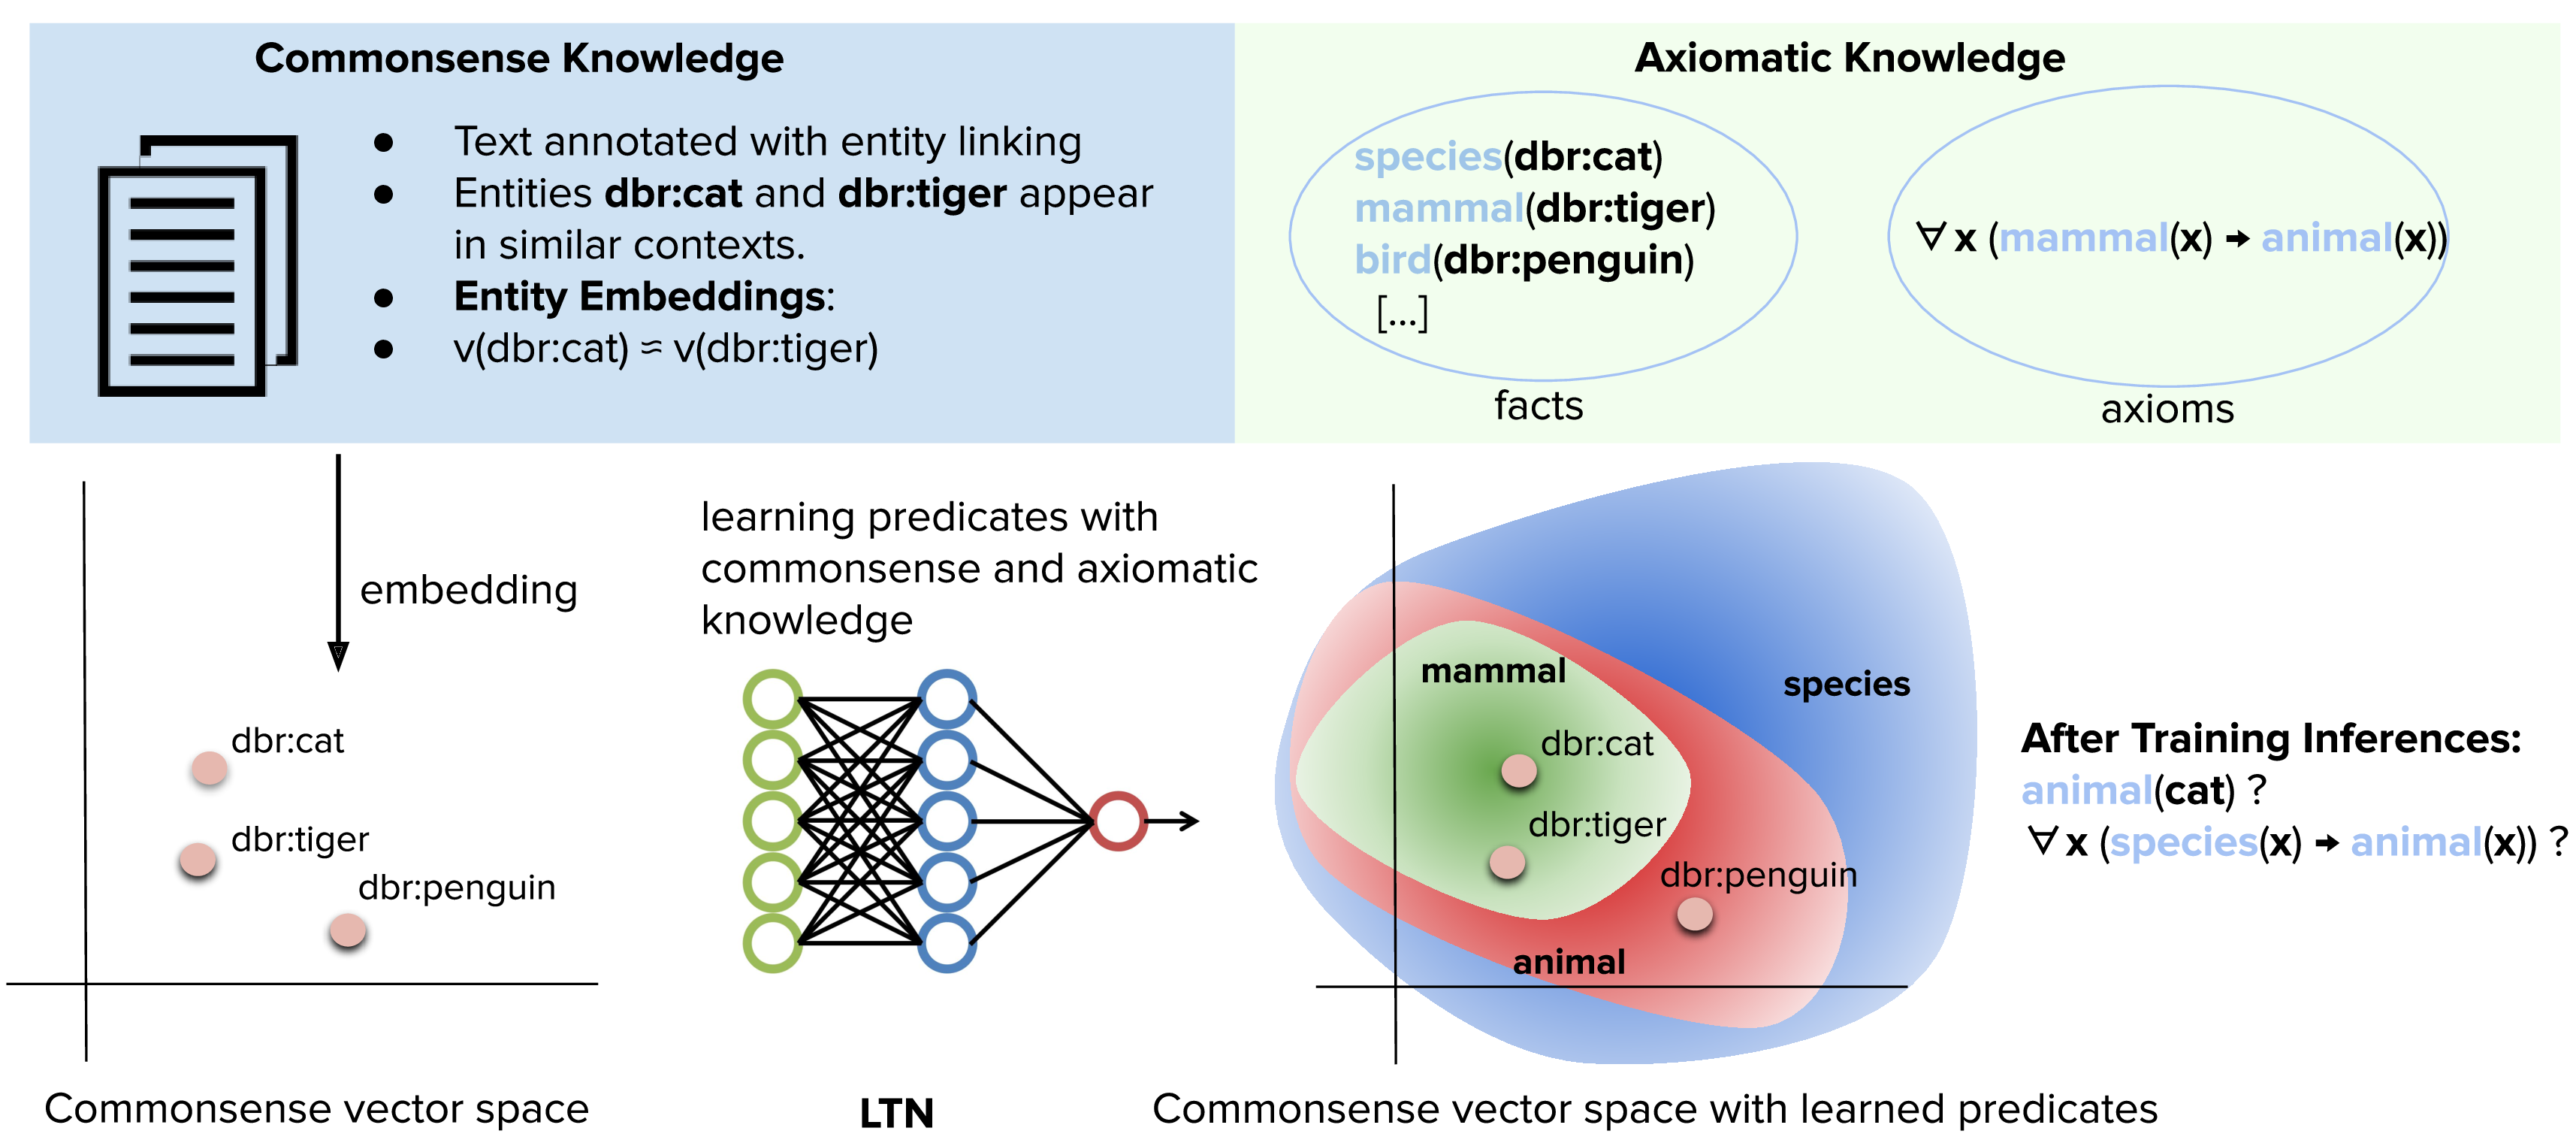 Commonsense Knowledge
● Text annotated with entity linking
● Entities dbr:cat and dbr:tiger appear
in similar contexts.
● Entity Embeddings:
● v(dbr:cat) ≂ v(dbr:tiger)
Axiomatic Knowledge
species(dbr:cat)
mammal(dbr:tiger)
bird(dbr:penguin)
[...]
facts
∀ x (mammal(x) → animal(x))
axioms
embedding
dbr:cat
dbr:tiger
dbr:penguin
Commonsense vector space
learning predicates with
commonsense and axiomatic
knowledge
LTN
mammal
species
dbr:cat
dbr:tiger
dbr:penguin
animal
Commonsense vector space with learned predicates
After Training Inferences:
animal(cat) ?
∀ x (species(x) → animal(x)) ?